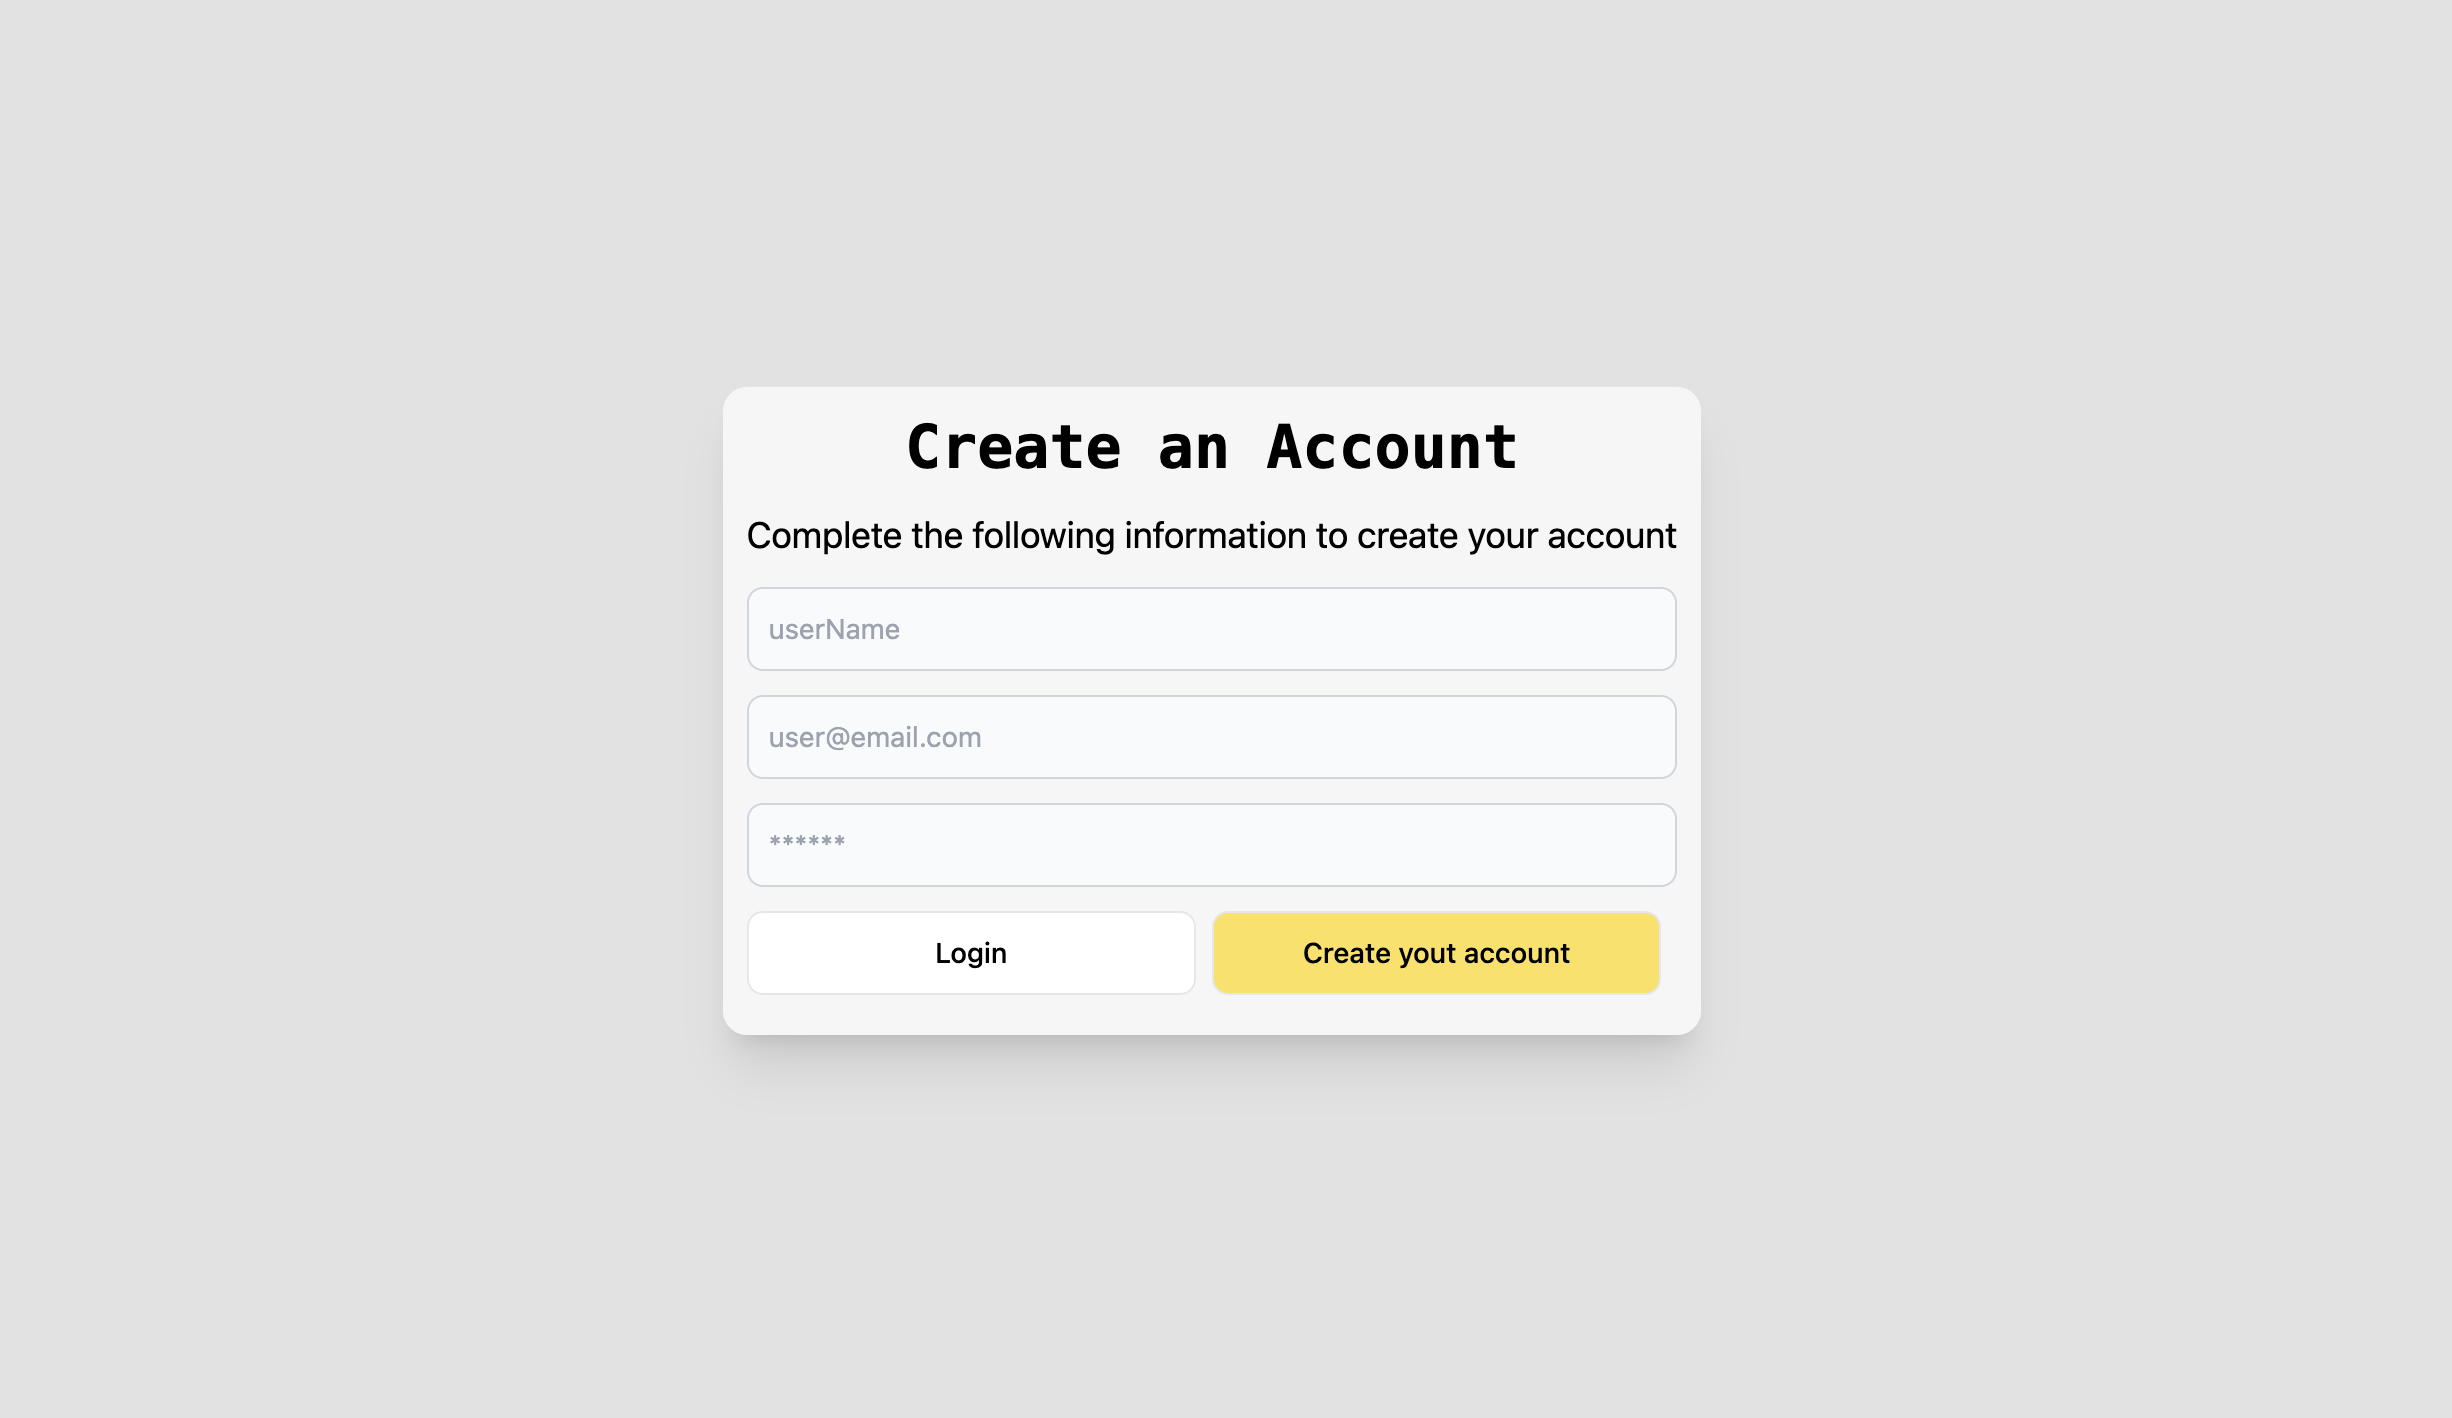 Create an Account
Complete the following information to create your account
userName
user@email.com
******
Login
Create yout account